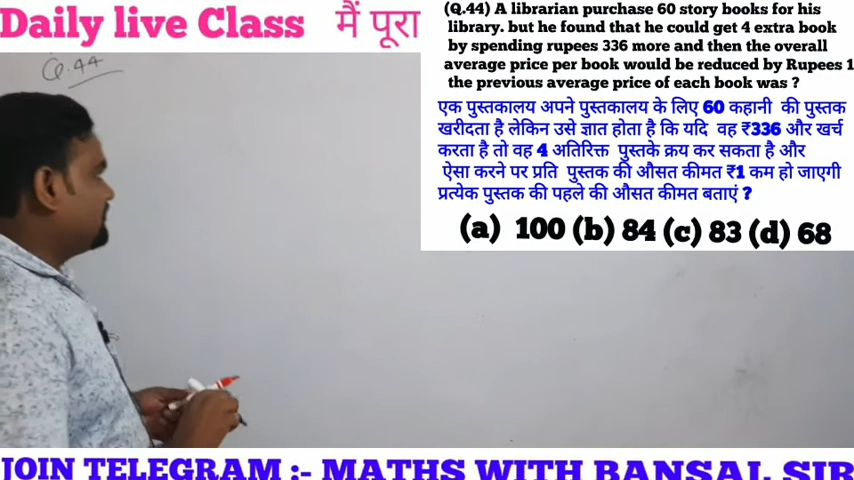 Daily live Class मैं पूरा
Q.44
(Q.44) A librarian purchase 60 story books for his
library. but he found that he could get 4 extra book
by spending rupees 336 more and then the overall
average price per book would be reduced by Rupees 1
the previous average price of each book was ?
एक पुस्तकालय अपने पुस्तकालय के लिए 60 कहानी की पुस्तक
खरीदता है लेकिन उसे ज्ञात होता है कि यदि वह ₹336 और खर्च
करता है तो वह 4 अतिरिक्त पुस्तके क्रय कर सकता है और
ऐसा करने पर प्रति पुस्तक की औसत कीमत ₹1 कम हो जाएगी
प्रत्येक पुस्तक की पहले की औसत कीमत बताएं ?
(a) 100 (b) 84 (c) 83 (d) 68
JOIN TELEGRAM :- MATHS WITH BANSAL SIR